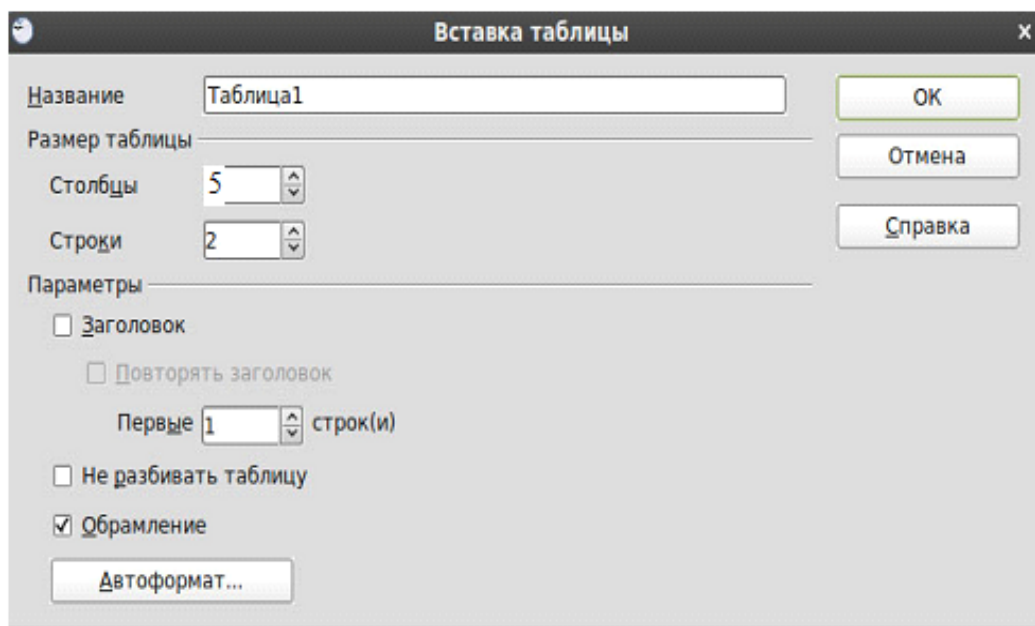 Вставка таблицы x
Название Таблица1 OK
Размер таблицы Отмена
Столбцы 5
Строки 2 Справка
Параметры
Заголовок
Повторять заголовок
Первые 1 строк(и)
Не разбивать таблицу
Обрамление
Автоформат...